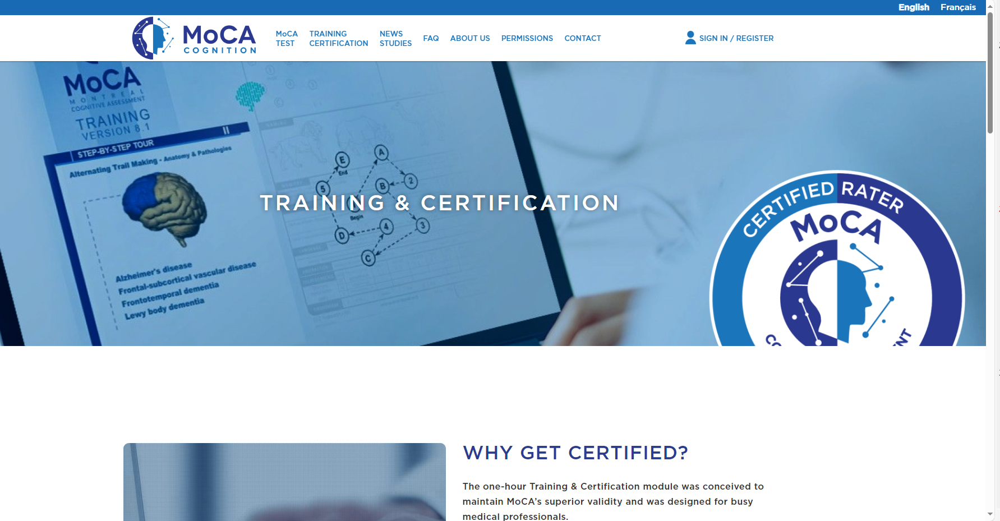 English Français
MoCA
COGNITION
MoCA
TEST
TRAINING
CERTIFICATION
NEWS
STUDIES
FAQ
ABOUT US
PERMISSIONS
CONTACT
SIGN IN / REGISTER
MoCA
MONTREAL
COGNITIVE ASSESSMENT
TRAINING
VERSION 8.1
STEP-BY-STEP TOUR
Alternating Trail Making - Anatomy & Pathologies
Alzheimer's disease
Frontal-subcortical vascular disease
Frontotemporal dementia
Lewy body dementia
E
End
A
5
B
2
Begin
D
4
3
C
TRAINING & CERTIFICATION
CERTIFIED RATER
MoCA
WHY GET CERTIFIED?
The one-hour Training & Certification module was conceived to
maintain MoCA’s superior validity and was designed for busy
medical professionals.